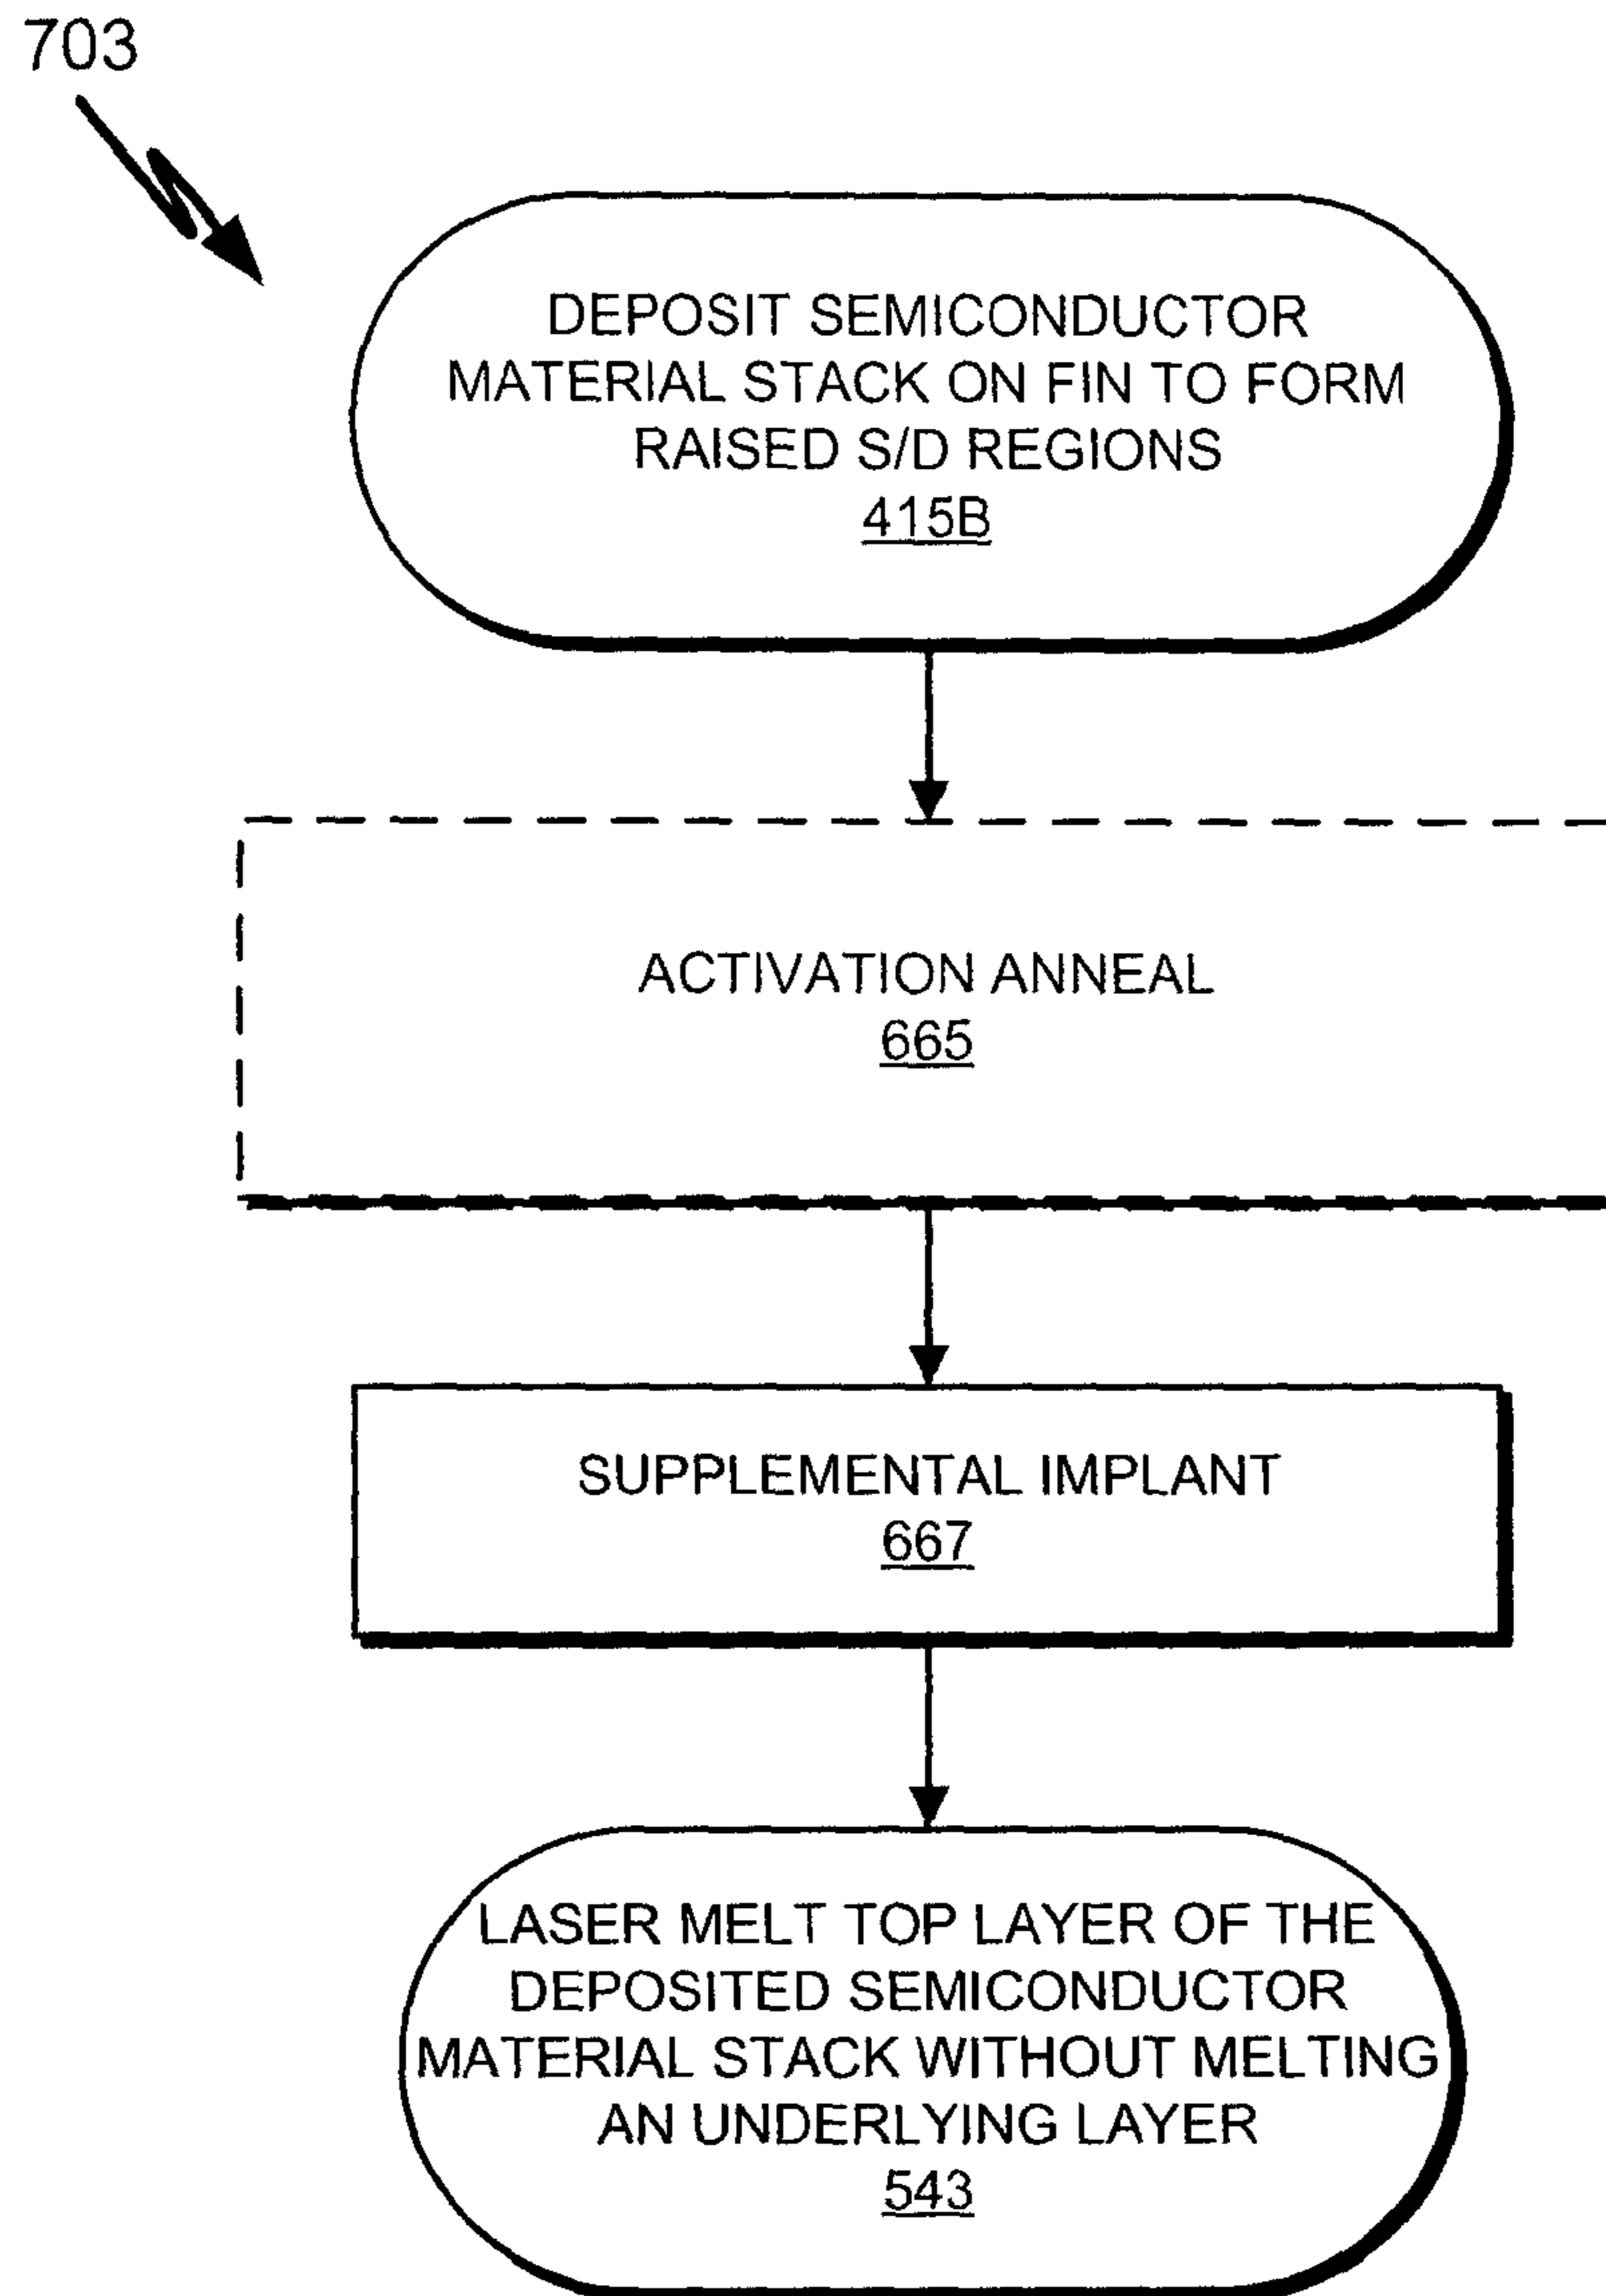 703
DEPOSIT SEMICONDUCTOR
MATERIAL STACK ON FIN TO FORM
RAISED S/D REGIONS
415B
ACTIVATION ANNEAL
665
SUPPLEMENTAL IMPLANT
667
LASER MELT TOP LAYER OF THE
DEPOSITED SEMICONDUCTOR
MATERIAL STACK WITHOUT MELTING
AN UNDERLYING LAYER
543